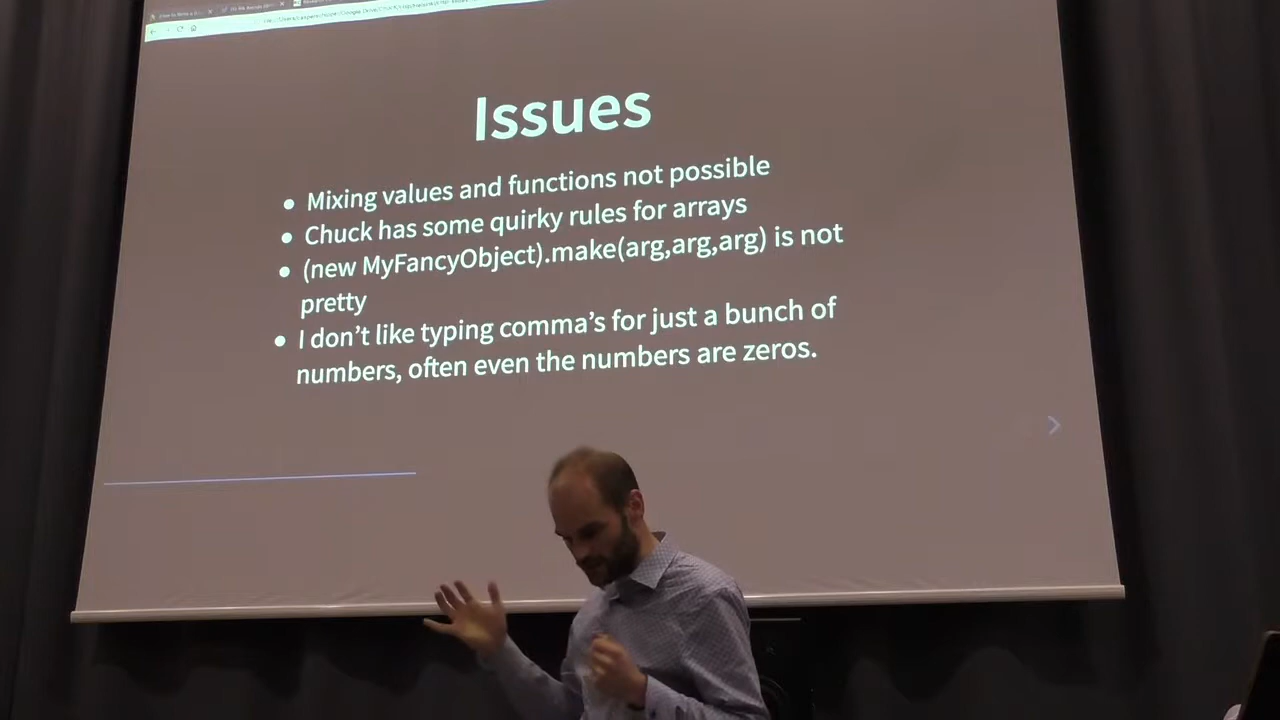 Issues
• Mixing values and functions not possible
• Chuck has some quirky rules for arrays
• (new MyFancyObject).make(arg,arg,arg) is not
pretty
• I don't like typing comma's for just a bunch of
numbers, often even the numbers are zeros.